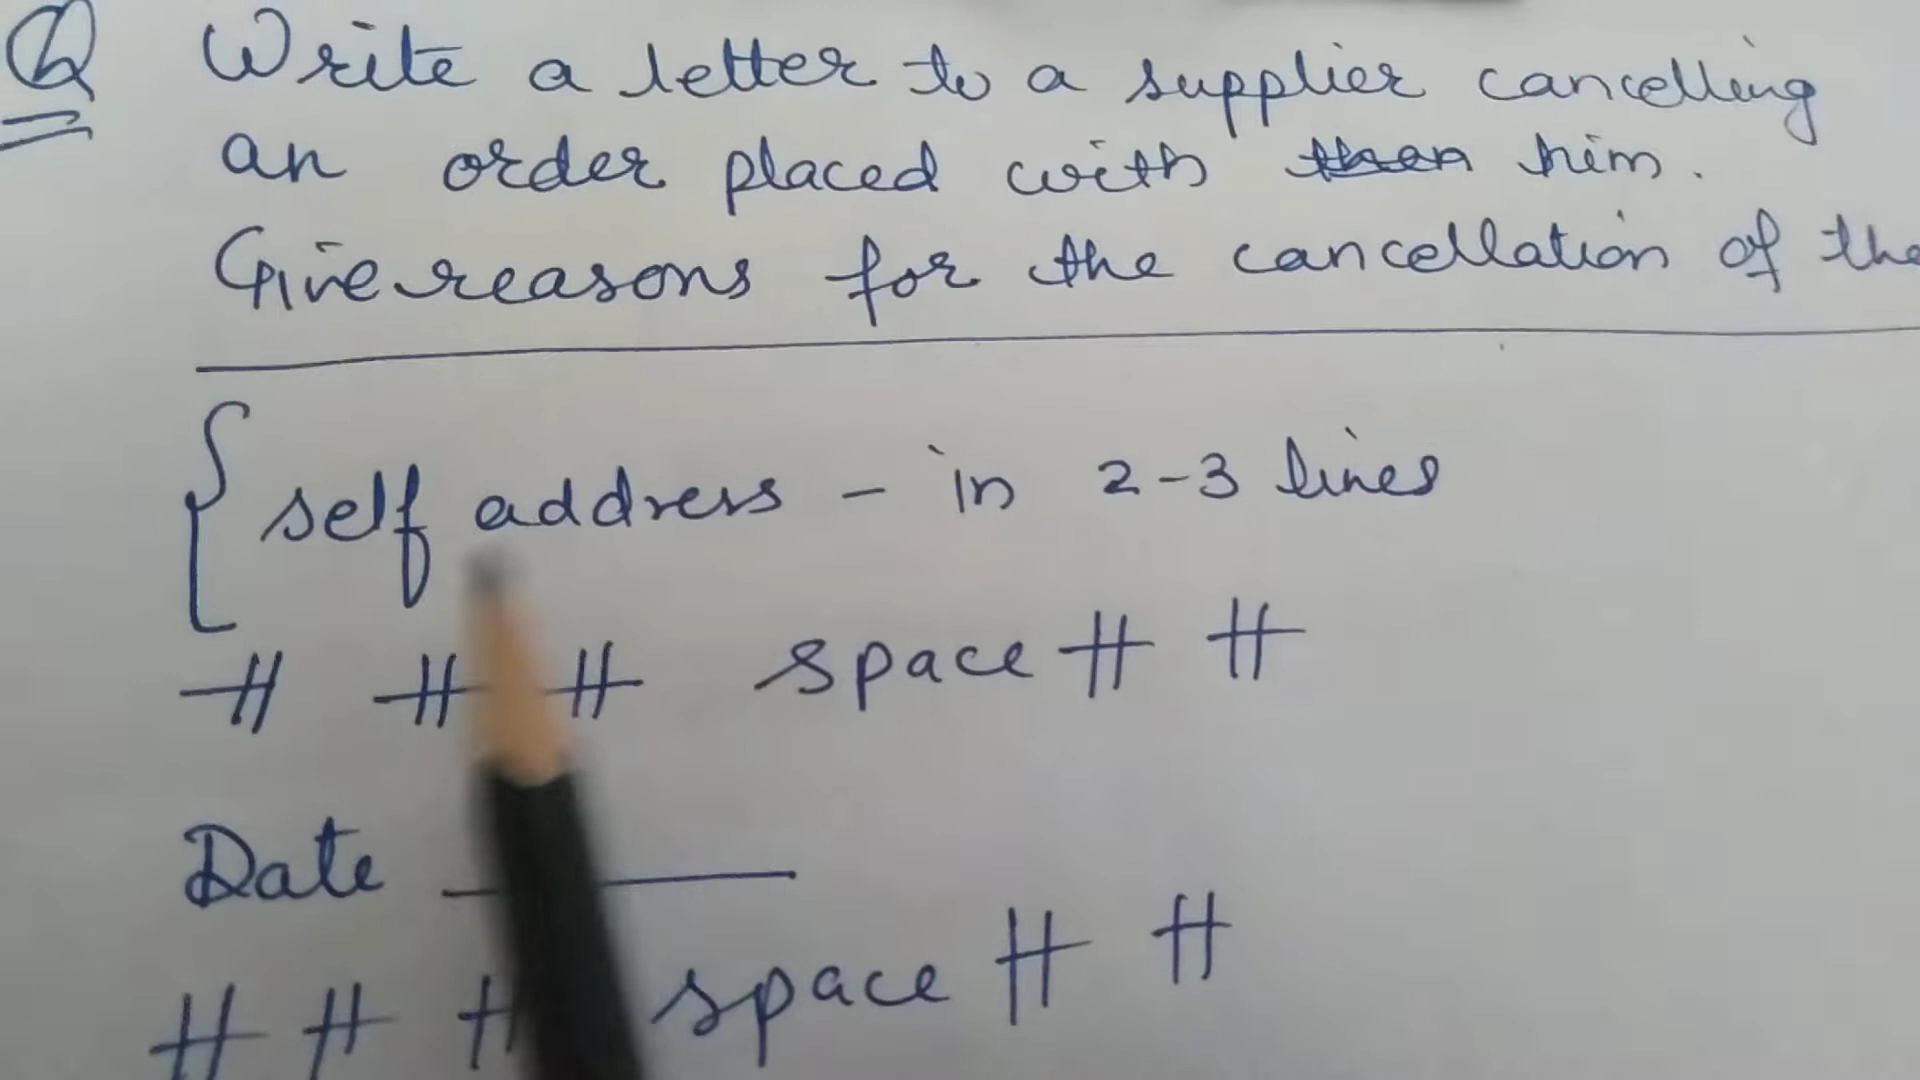 Q Write a letter to a supplier cancelling
an order placed with them him.
Give reasons for the cancellation of the
self address - in 2-3 lines
# # # space # #
Date
# # # space # #